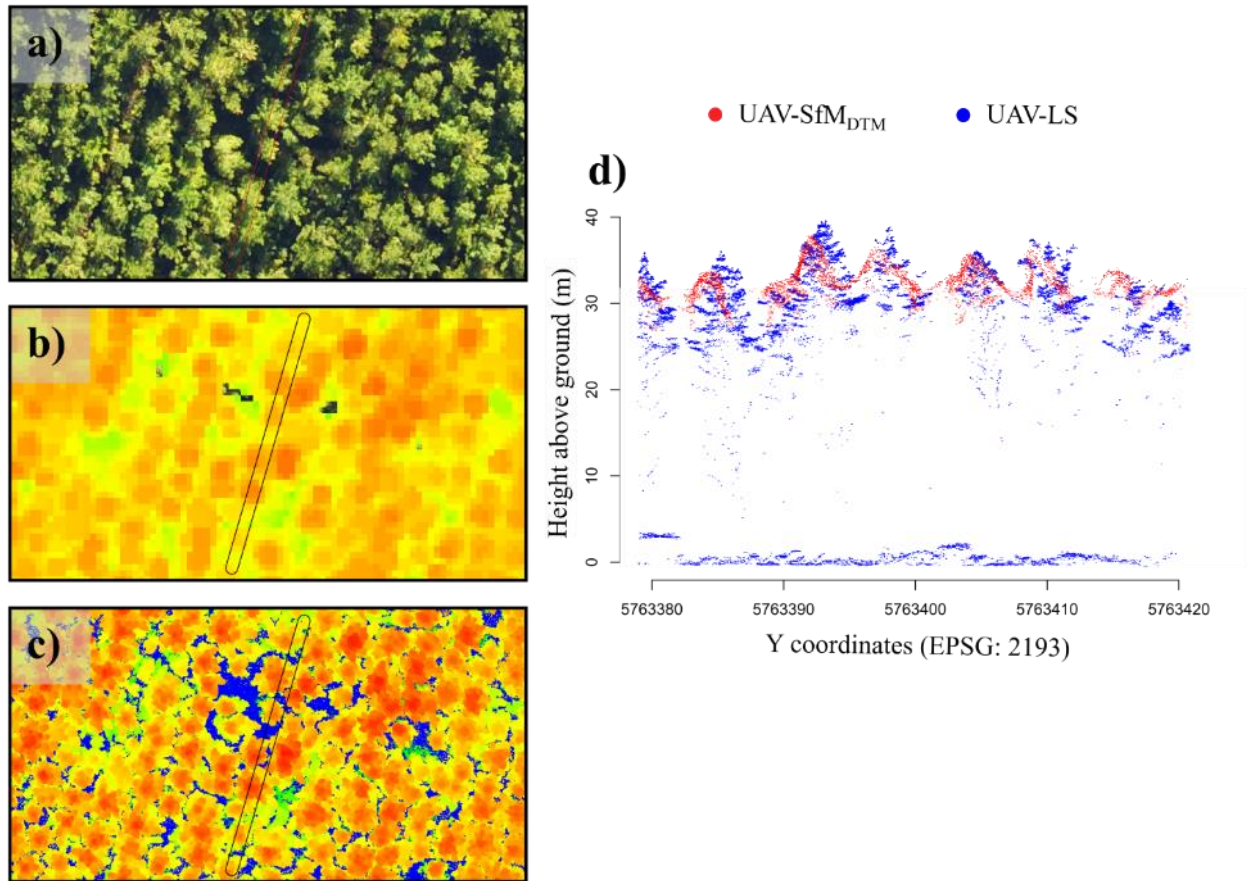 a)
b)
c)
UAV-SfMDTM UAV-LS
d)
Height above ground (m)
40
30
20
10
0
5763380 5763390 5763400 5763410 5763420
Y coordinates (EPSG: 2193)